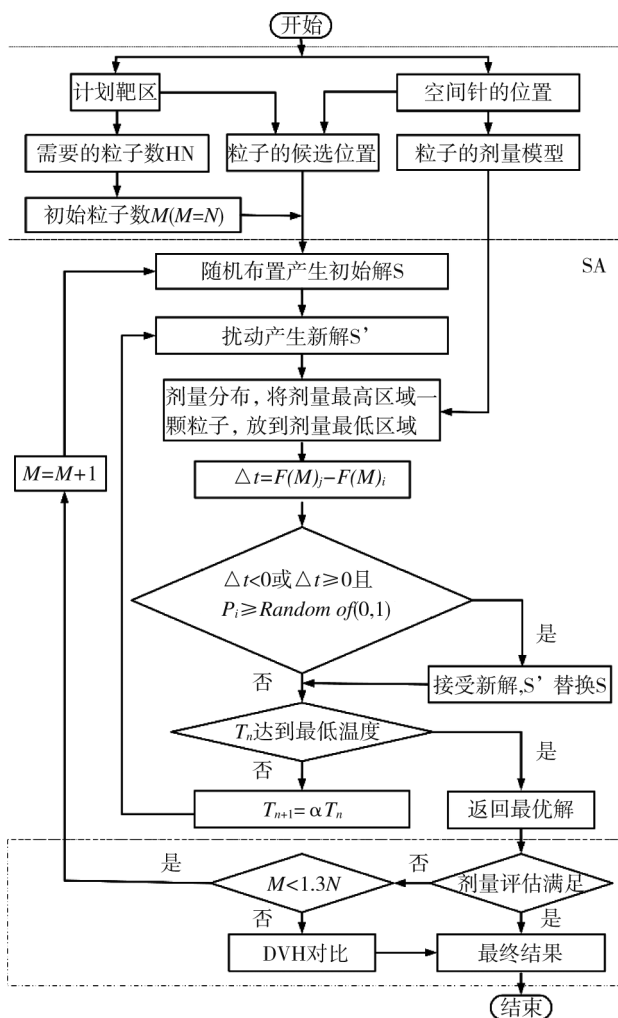 开始
计划靶区
空间针的位置
需要的粒子数HN
粒子的候选位置
粒子的剂量模型
初始粒子数M(M=N)
SA
随机布置产生初始解S
扰动产生新解S’
剂量分布，将剂量最高区域一
颗粒子，放到剂量最低区域
M=M+1
△t=F(M)j−F(M)i
△t<0或△t≥0且
Pi≥Random of(0,1)
是
否
接受新解,S’替换S
Tn达到最低温度
是
否
Tn+1=αTn
返回最优解
是
M<1.3N
否
剂量评估满足
否
是
DVH对比
最终结果
结束